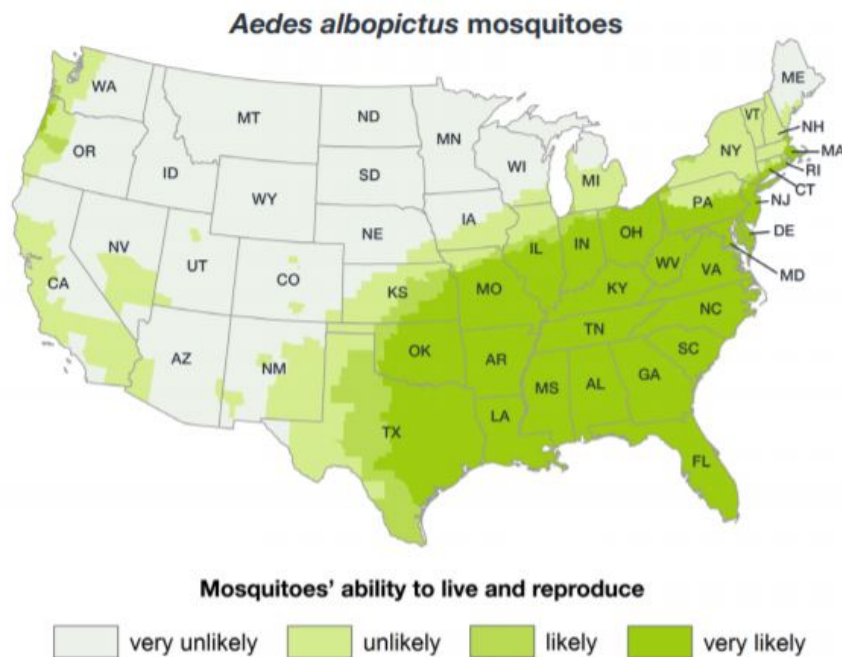 Aedes albopictus mosquitoes
WA
MT
ND
MN
ME
VT
NH
OR
ID
SD
WI
MI
NY
MA
RI
CT
WY
IA
PA
NJ
NE
NV
UT
CO
IL
IN
OH
DE
CA
KS
MO
WV
VA
MD
KY
NC
AZ
NM
OK
AR
TN
SC
TX
LA
MS
AL
GA
FL
Mosquitoes' ability to live and reproduce
very unlikely
unlikely
likely
very likely